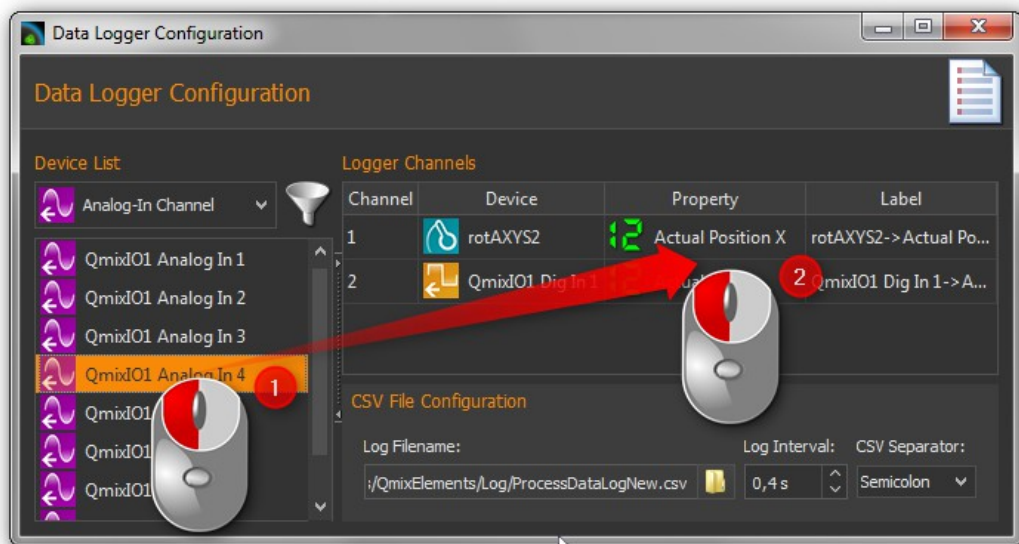 Data Logger Configuration
Data Logger Configuration
Device List
Analog-In Channel
QmixIO1 Analog In 1
QmixIO1 Analog In 2
QmixIO1 Analog In 3
QmixIO1 Analog In 4
QmixIO1
QmixIO1
QmixIO1
1
Logger Channels
Channel Device Property Label
1 rotAXYS2 12 Actual Position X rotAXYS2->Actual Po...
2 QmixIO1 Dig In 1 12 QmixIO1 Dig In 1->A...
2
CSV File Configuration
Log Filename: Log Interval: CSV Separator:
:/QmixElements/Log/ProcessDataLogNew.csv 0,4 s Semicolon